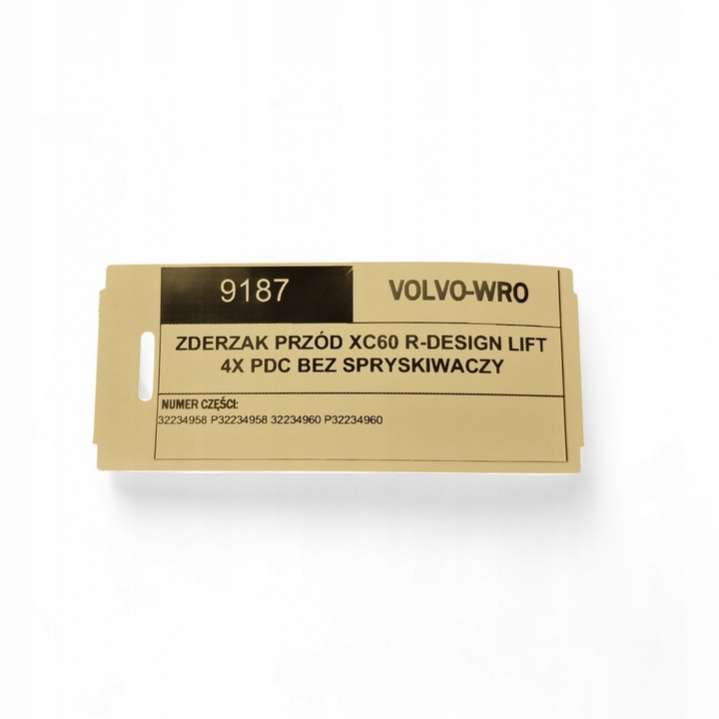 9187
VOLVO-WRO
ZDERZAK PRZÓD XC60 R-DESIGN LIFT
4X PDC BEZ SPRYSKIWACZY
NUMER CZĘŚCI:
32234958 P32234958 32234960 P32234960